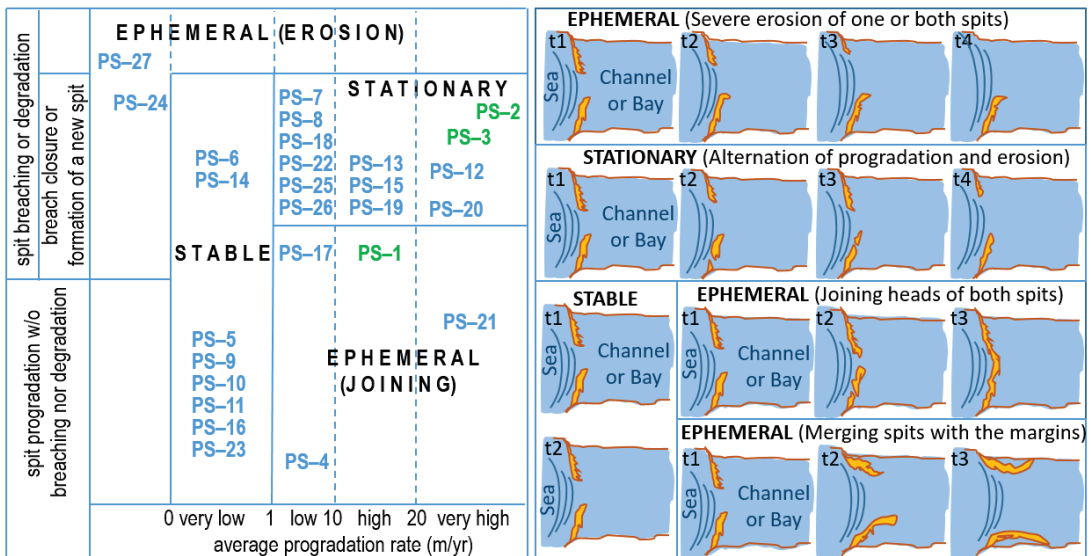 spit breaching or degradation
breach closure or
formation of a new spit
spit progradation w/o
breaching nor degradation
EPHEMERAL (EROSION)
PS–27
PS–24
STATIONARY
PS–7
PS–8
PS–18
PS–22
PS–25
PS–26
PS–2
PS–3
PS–6
PS–14
PS–13
PS–15
PS–19
PS–12
PS–20
STABLE
PS–17
PS–1
PS–21
PS–5
PS–9
PS–10
PS–11
PS–16
PS–23
EPHEMERAL
(JOINING)
PS–4
0 very low 1 low 10 high 20 very high
average progradation rate (m/yr)
EPHEMERAL (Severe erosion of one or both spits)
t1 t2 t3 t4
Sea
Channel
or Bay
STATIONARY (Alternation of progradation and erosion)
t1 t2 t3 t4
Sea
Channel
or Bay
STABLE
t1
Sea
Channel
or Bay
t2
Sea
EPHEMERAL (Joining heads of both spits)
t1 t2 t3
Sea
Channel
or Bay
EPHEMERAL (Merging spits with the margins)
t1 t2 t3
Sea
Channel
or Bay